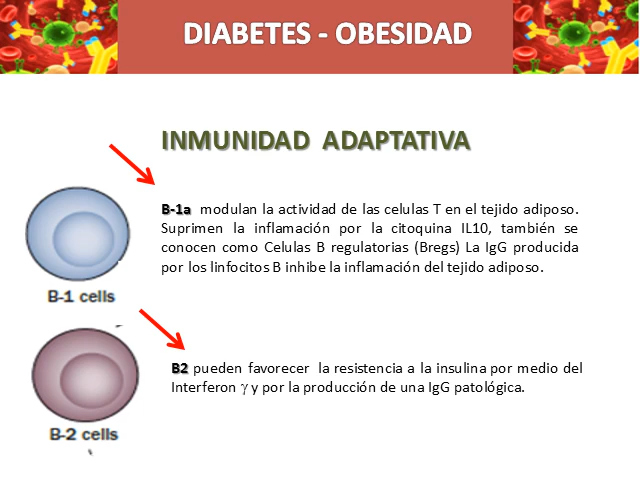 DIABETES - OBESIDAD
INMUNIDAD ADAPTATIVA
B-1a modulan la actividad de las celulas T en el tejido adiposo.
Suprimen la inflamación por la citoquina IL10, también se
conocen como Celulas B regulatorias (Bregs) La IgG producida
por los linfocitos B inhibe la inflamación del tejido adiposo.
B-1 cells
B2 pueden favorecer la resistencia a la insulina por medio del
Interferon γ y por la producción de una IgG patológica.
B-2 cells